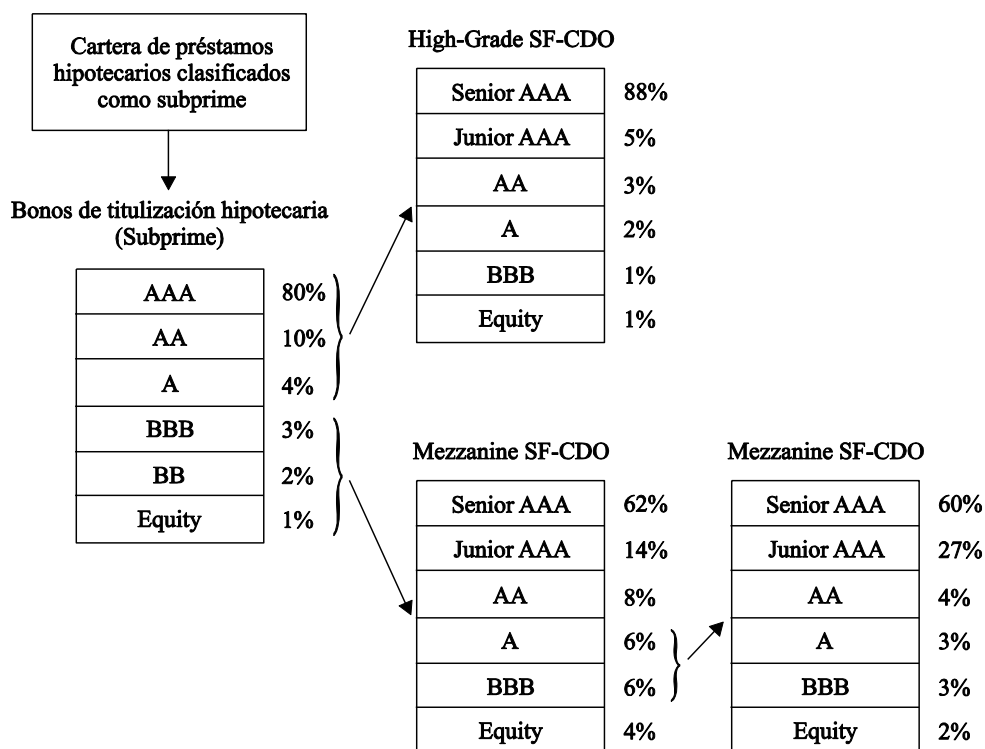 Cartera de préstamos
hipotecarios clasificados
como subprime
Bonos de titulización hipotecaria
(Subprime)
AAA 80%
AA 10%
A 4%
BBB 3%
BB 2%
Equity 1%
High-Grade SF-CDO
Senior AAA 88%
Junior AAA 5%
AA 3%
A 2%
BBB 1%
Equity 1%
Mezzanine SF-CDO
Senior AAA 62%
Junior AAA 14%
AA 8%
A 6%
BBB 6%
Equity 4%
Mezzanine SF-CDO
Senior AAA 60%
Junior AAA 27%
AA 4%
A 3%
BBB 3%
Equity 2%